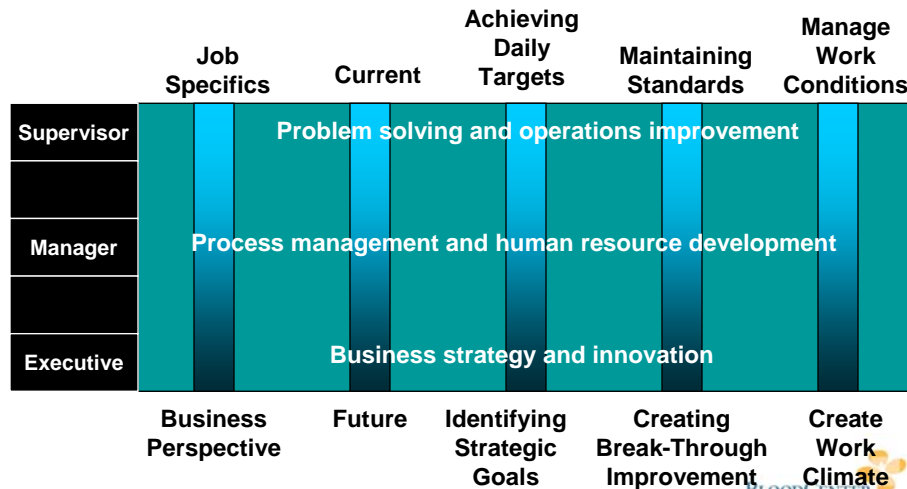 Job
Specifics
Current
Achieving
Daily
Targets
Maintaining
Standards
Manage
Work
Conditions
Supervisor
Problem solving and operations improvement
Manager
Process management and human resource development
Executive
Business strategy and innovation
Business
Perspective
Future
Identifying
Strategic
Goals
Creating
Break-Through
Improvement
Create
Work
Climate